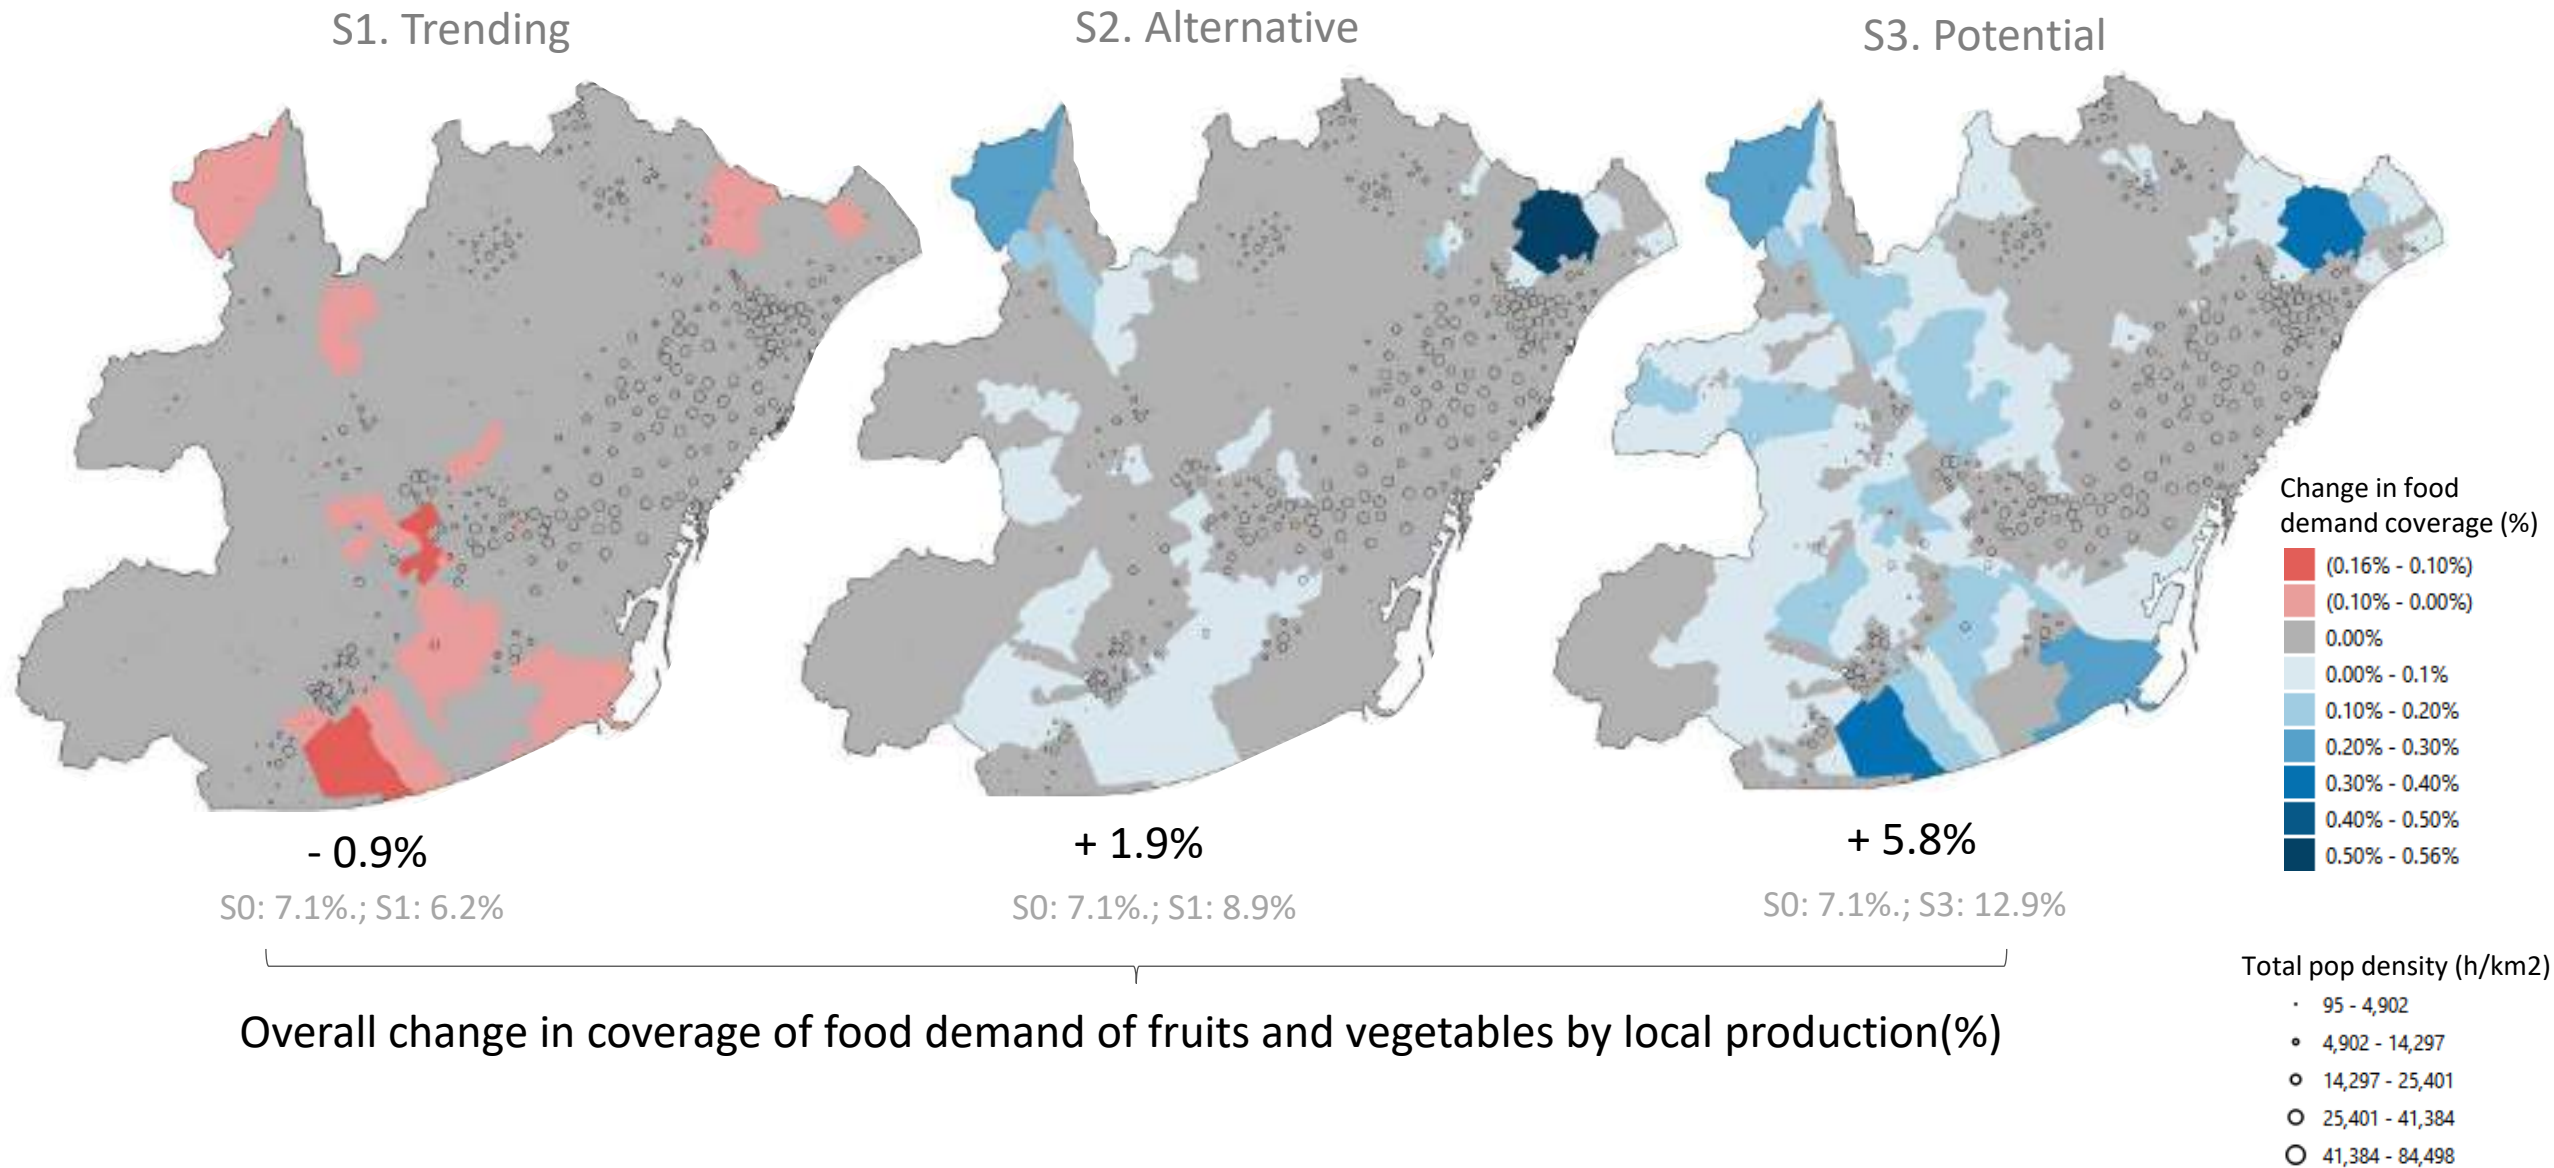 S1. Trending
S2. Alternative
S3. Potential
Change in food
demand coverage (%)
(0.16% - 0.10%)
(0.10% - 0.00%)
0.00%
0.00% - 0.1%
0.10% - 0.20%
0.20% - 0.30%
0.30% - 0.40%
0.40% - 0.50%
0.50% - 0.56%
- 0.9%
+ 1.9%
+ 5.8%
S0: 7.1%.; S1: 6.2%
S0: 7.1%.; S1: 8.9%
S0: 7.1%.; S3: 12.9%
Overall change in coverage of food demand of fruits and vegetables by local production(%)
Total pop density (h/km2)
95 - 4,902
4,902 - 14,297
14,297 - 25,401
25,401 - 41,384
41,384 - 84,498